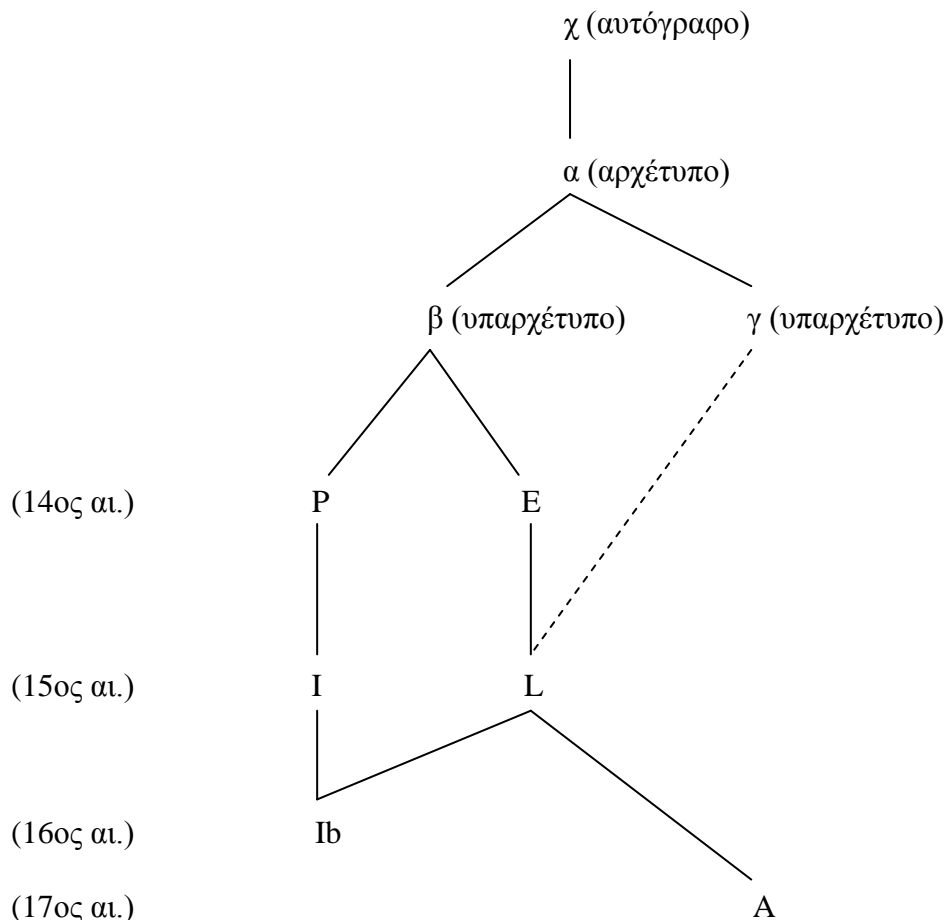 χ (αυτόγραφο)
α (αρχέτυπο)
β (υπαρχέτυπο) γ (υπαρχέτυπο)
(14ος αι.) P E
(15ος αι.) I L
(16ος αι.) Ib
(17ος αι.) A